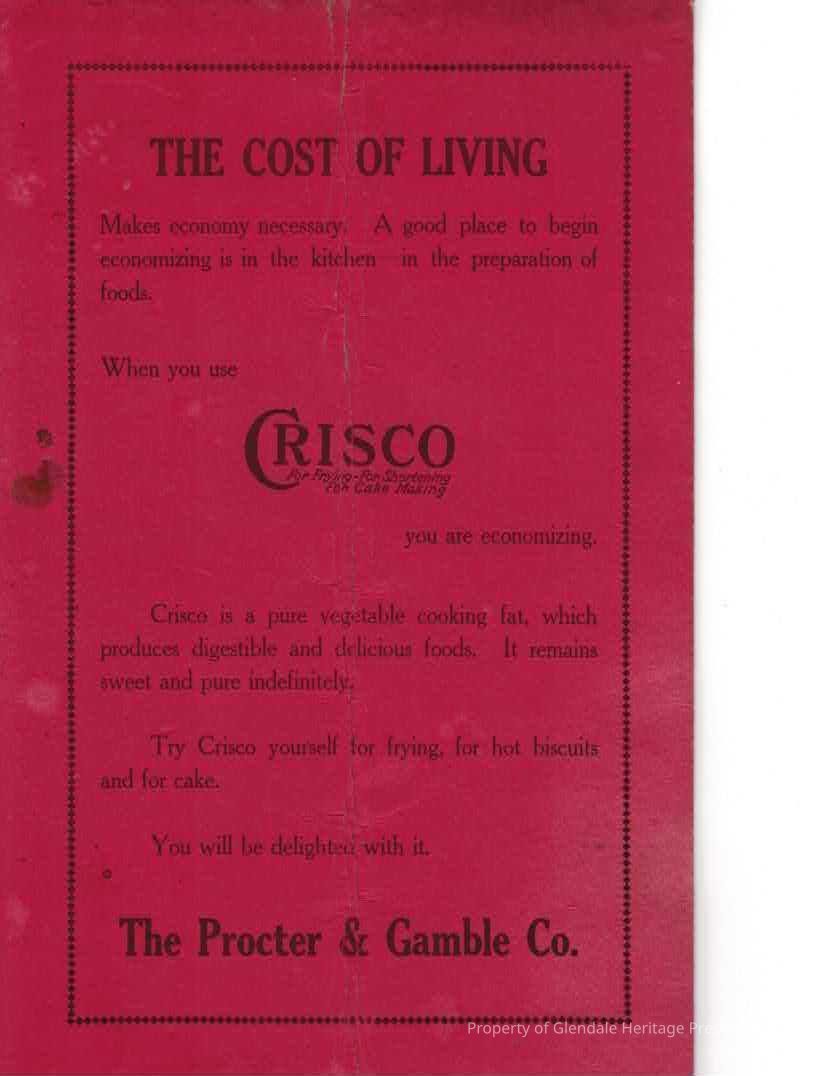 THE COST OF LIVING
Makes economy necessary. A good place to begin
economizing is in the kitchen in the preparation of
foods.
When you use
CRISCO
For Frying-For Shortening
For Cake Making
you are economizing.
Crisco is a pure vegetable cooking fat, which
produces digestible and delicious foods. It remains
sweet and pure indefinitely.
Try Crisco yourself for frying, for hot biscuits
and for cake.
You will be delighted with it.
The Procter & Gamble Co.
Property of Glendale Heritage